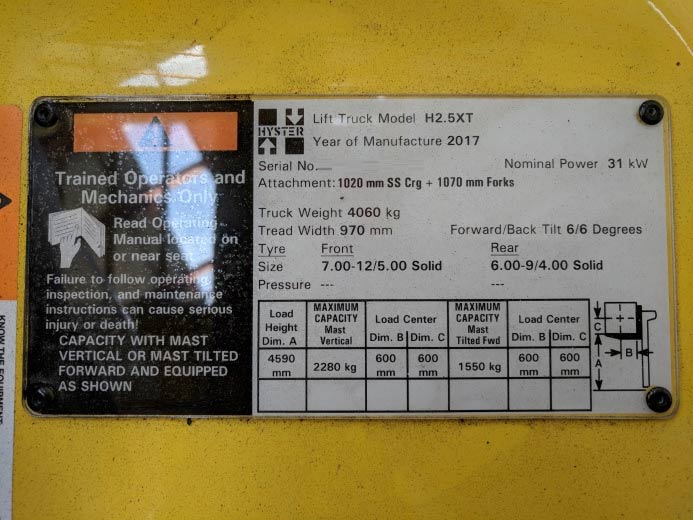 Trained Operators and
Mechanics Only
Read Operating
Manual located on
or near seat
Failure to follow operating,
inspection, and maintenance
instructions can cause serious
injury or death!
CAPACITY WITH MAST
VERTICAL OR MAST TILTED
FORWARD AND EQUIPPED
AS SHOWN
HYSTER
Lift Truck Model H2.5XT
Year of Manufacture 2017
Serial No.
Nominal Power 31 kW
Attachment: 1020 mm SS Crg + 1070 mm Forks
Truck Weight 4060 kg
Tread Width 970 mm Forward/Back Tilt 6/6 Degrees
Tyre Front Rear
Size 7.00-12/5.00 Solid 6.00-9/4.00 Solid
Pressure --- ---
Load
Height
Dim. A
MAXIMUM
CAPACITY
Mast
Vertical
Load Center
Dim. B Dim. C
MAXIMUM
CAPACITY
Mast
Tilted Fwd
Load Center
Dim. B Dim. C
4590
mm
2280 kg
600
mm
600
mm
1550 kg
600
mm
600
mm
C
B
A
KNOW THE EQUIPMENT